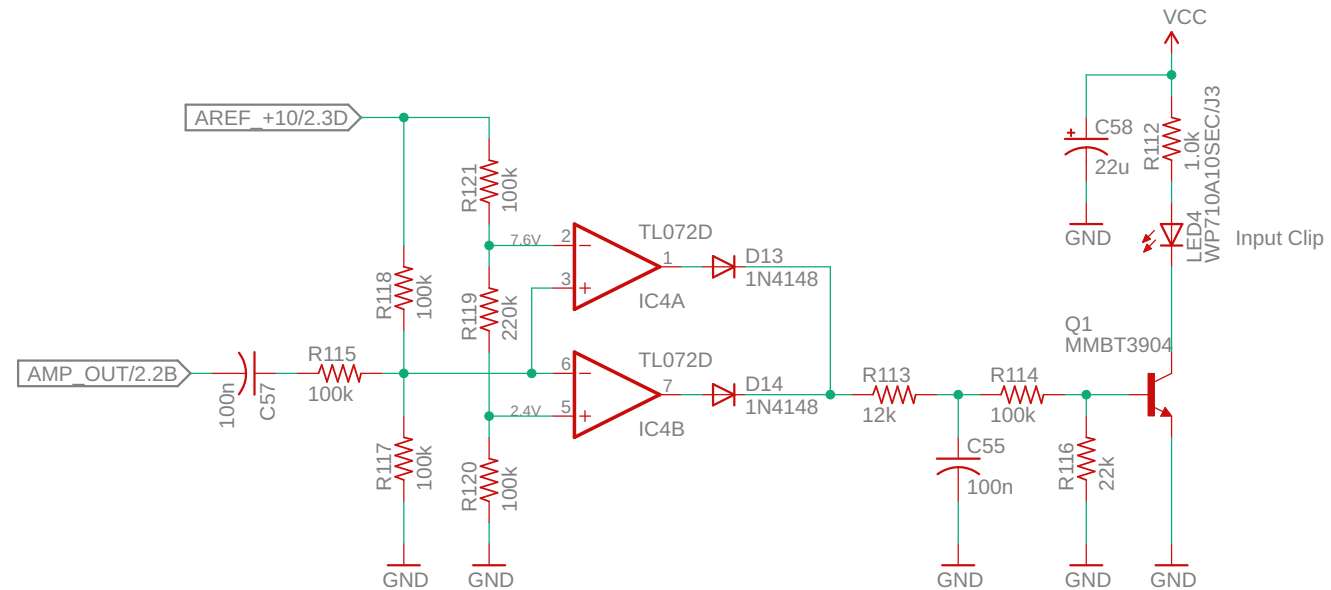 VCC
AREF_+10/2.3D
R121
100k
C58
22u
R112
1.0k
GND
LED4
WP710A10SEC/J3
Input Clip
7.6V
2
3
1
TL072D
IC4A
D13
1N4148
R118
100k
R119
220k
Q1
MMBT3904
AMP_OUT/2.2B
100n
C57
R115
100k
6
5
7
2.4V
TL072D
IC4B
D14
1N4148
R113
12k
R114
100k
R117
100k
R120
100k
C55
100n
R116
22k
GND
GND
GND
GND
GND